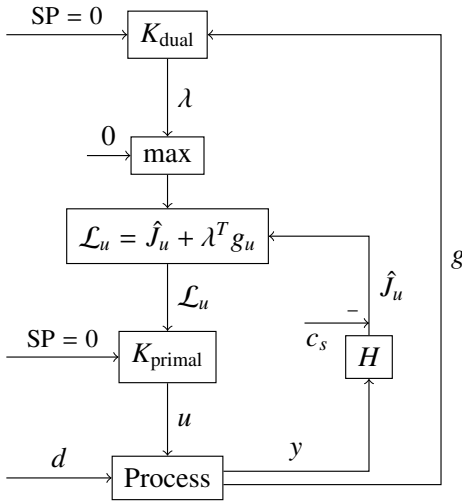 SP = 0
K_dual
λ
0
max
ℒ_u = Ĵ_u + λ^T g_u
g
Ĵ_u
ℒ_u
–
c_s
SP = 0
K_primal
H
u
y
d
Process